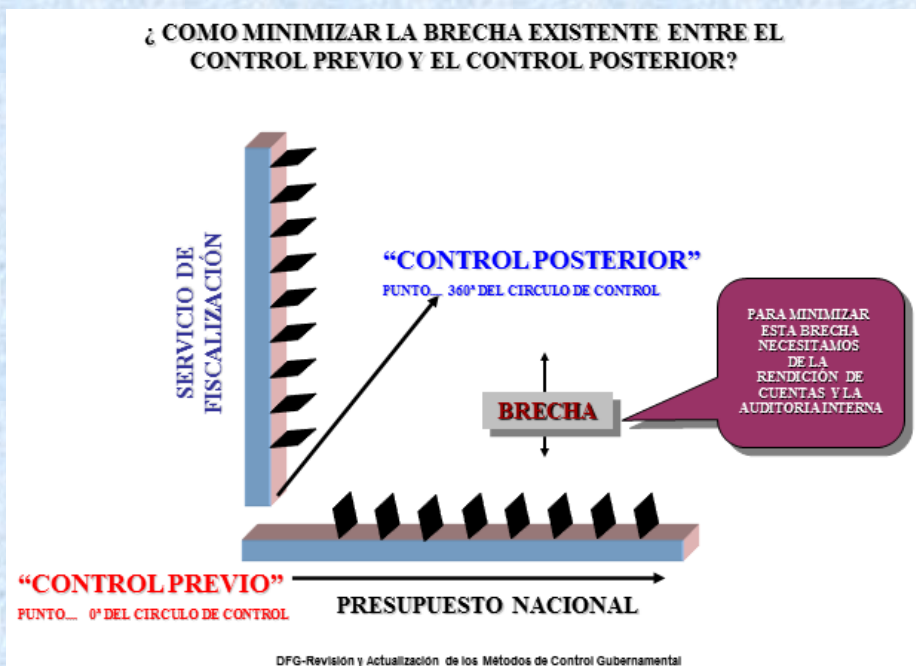 ¿ COMO MINIMIZAR LA BRECHA EXISTENTE ENTRE EL
CONTROL PREVIO Y EL CONTROL POSTERIOR?
SERVICIO DE
FISCALIZACIÓN
“CONTROL POSTERIOR”
PUNTO.... 360ª DEL CIRCULO DE CONTROL
PARA MINIMIZAR
ESTA BRECHA
NECESITAMOS
DE LA
RENDICIÓN DE
CUENTAS Y LA
AUDITORIA INTERNA
BRECHA
“CONTROL PREVIO”
PUNTO.... 0ª DEL CIRCULO DE CONTROL
PRESUPUESTO NACIONAL
DFG-Revisión y Actualización de los Métodos de Control Gubernamental